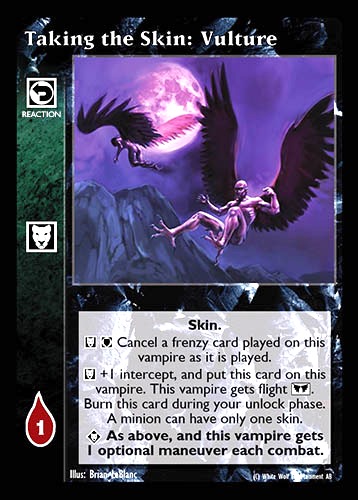 Taking the Skin: Vulture
REACTION
Skin.
Cancel a frenzy card played on this
vampire as it is played.
+1 intercept, and put this card on this
vampire. This vampire gets flight.
Burn this card during your unlock phase.
A minion can have only one skin.
As above, and this vampire gets
1 optional maneuver each combat.
1
Illus: Brian LeBlanc
(C) White Wolf Entertainment AB